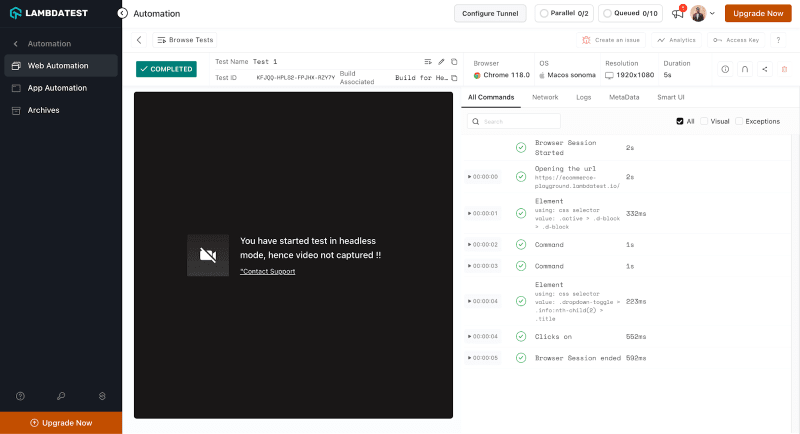 LAMBDATEST
Automation
Configure Tunnel
Parallel 0/2
Queued 0/10
Upgrade Now
Automation
Web Automation
App Automation
Archives
Upgrade Now
Browse Tests
Create an issue
Analytics
Access Key
?
COMPLETED
Test Name Test 1
Test ID KFJQQ-HPLS2-FPJHX-RZY7Y
Build Associated Build for He...
Browser
Chrome 118.0
OS
Macos sonoma
Resolution
1920x1080
Duration
5s
You have started test in headless
mode, hence video not captured !!
*Contact Support
All Commands
Network
Logs
MetaData
Smart UI
Search
All
Visual
Exceptions
Browser Session
Started
2s
00:00:00
Opening the url
https://ecommerce-
playground.lambdatest.io/
2s
00:00:01
Element
using: css selector
value: .active > .d-block
> .d-block
332ms
00:00:02
Command
1s
00:00:03
Command
1s
00:00:04
Element
using: css selector
value: .dropdown-toggle >
.info:nth-child(2) >
.title
223ms
00:00:04
Clicks on
552ms
00:00:05
Browser Session ended
592ms